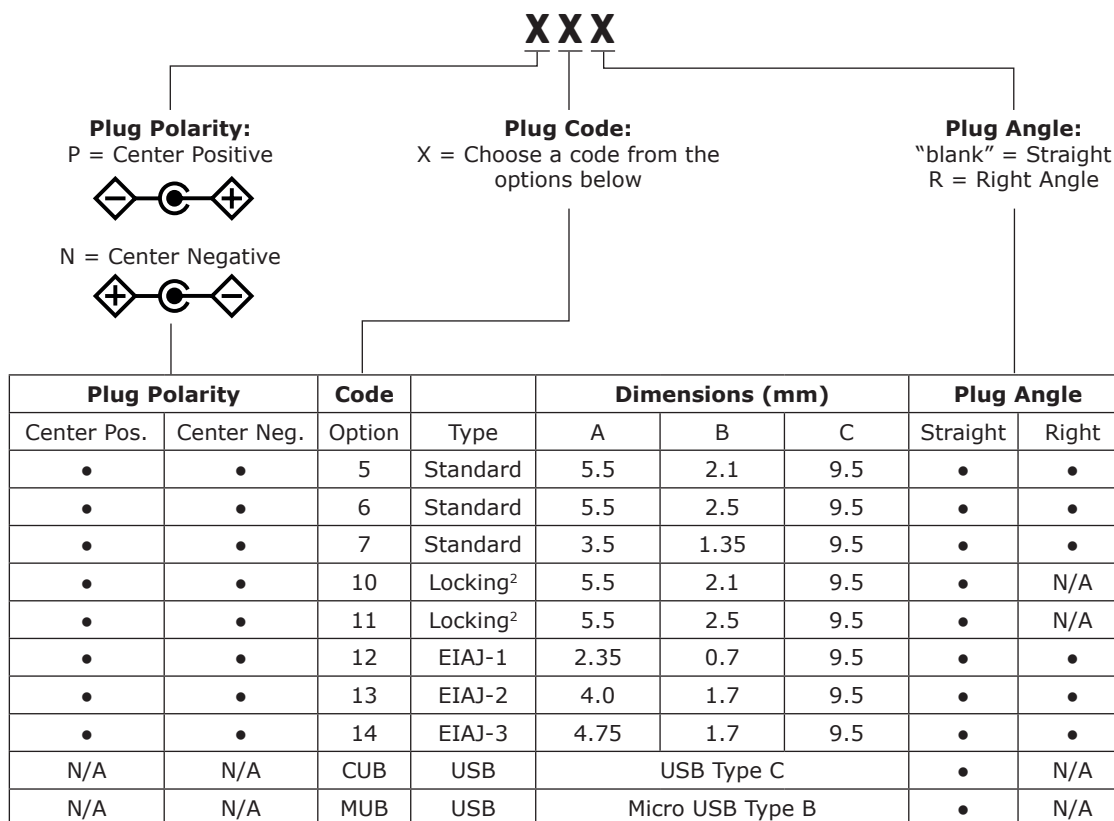 X X X
Plug Polarity:
P = Center Positive
N = Center Negative
Plug Code:
X = Choose a code from the
options below
Plug Angle:
“blank” = Straight
R = Right Angle
Plug Polarity Code Dimensions (mm) Plug Angle
Center Pos. Center Neg. Option Type A B C Straight Right
● ● 5 Standard 5.5 2.1 9.5 ● ●
● ● 6 Standard 5.5 2.5 9.5 ● ●
● ● 7 Standard 3.5 1.35 9.5 ● ●
● ● 10 Locking² 5.5 2.1 9.5 ● N/A
● ● 11 Locking² 5.5 2.5 9.5 ● N/A
● ● 12 EIAJ-1 2.35 0.7 9.5 ● ●
● ● 13 EIAJ-2 4.0 1.7 9.5 ● ●
● ● 14 EIAJ-3 4.75 1.7 9.5 ● ●
N/A N/A CUB USB USB Type C ● N/A
N/A N/A MUB USB Micro USB Type B ● N/A